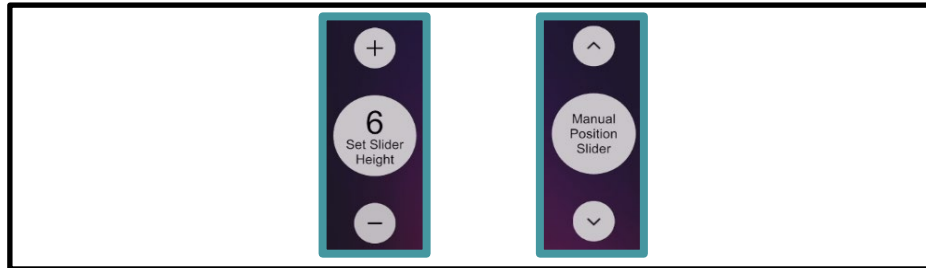 +
6
Set Slider
Height
−
Manual
Position
Slider